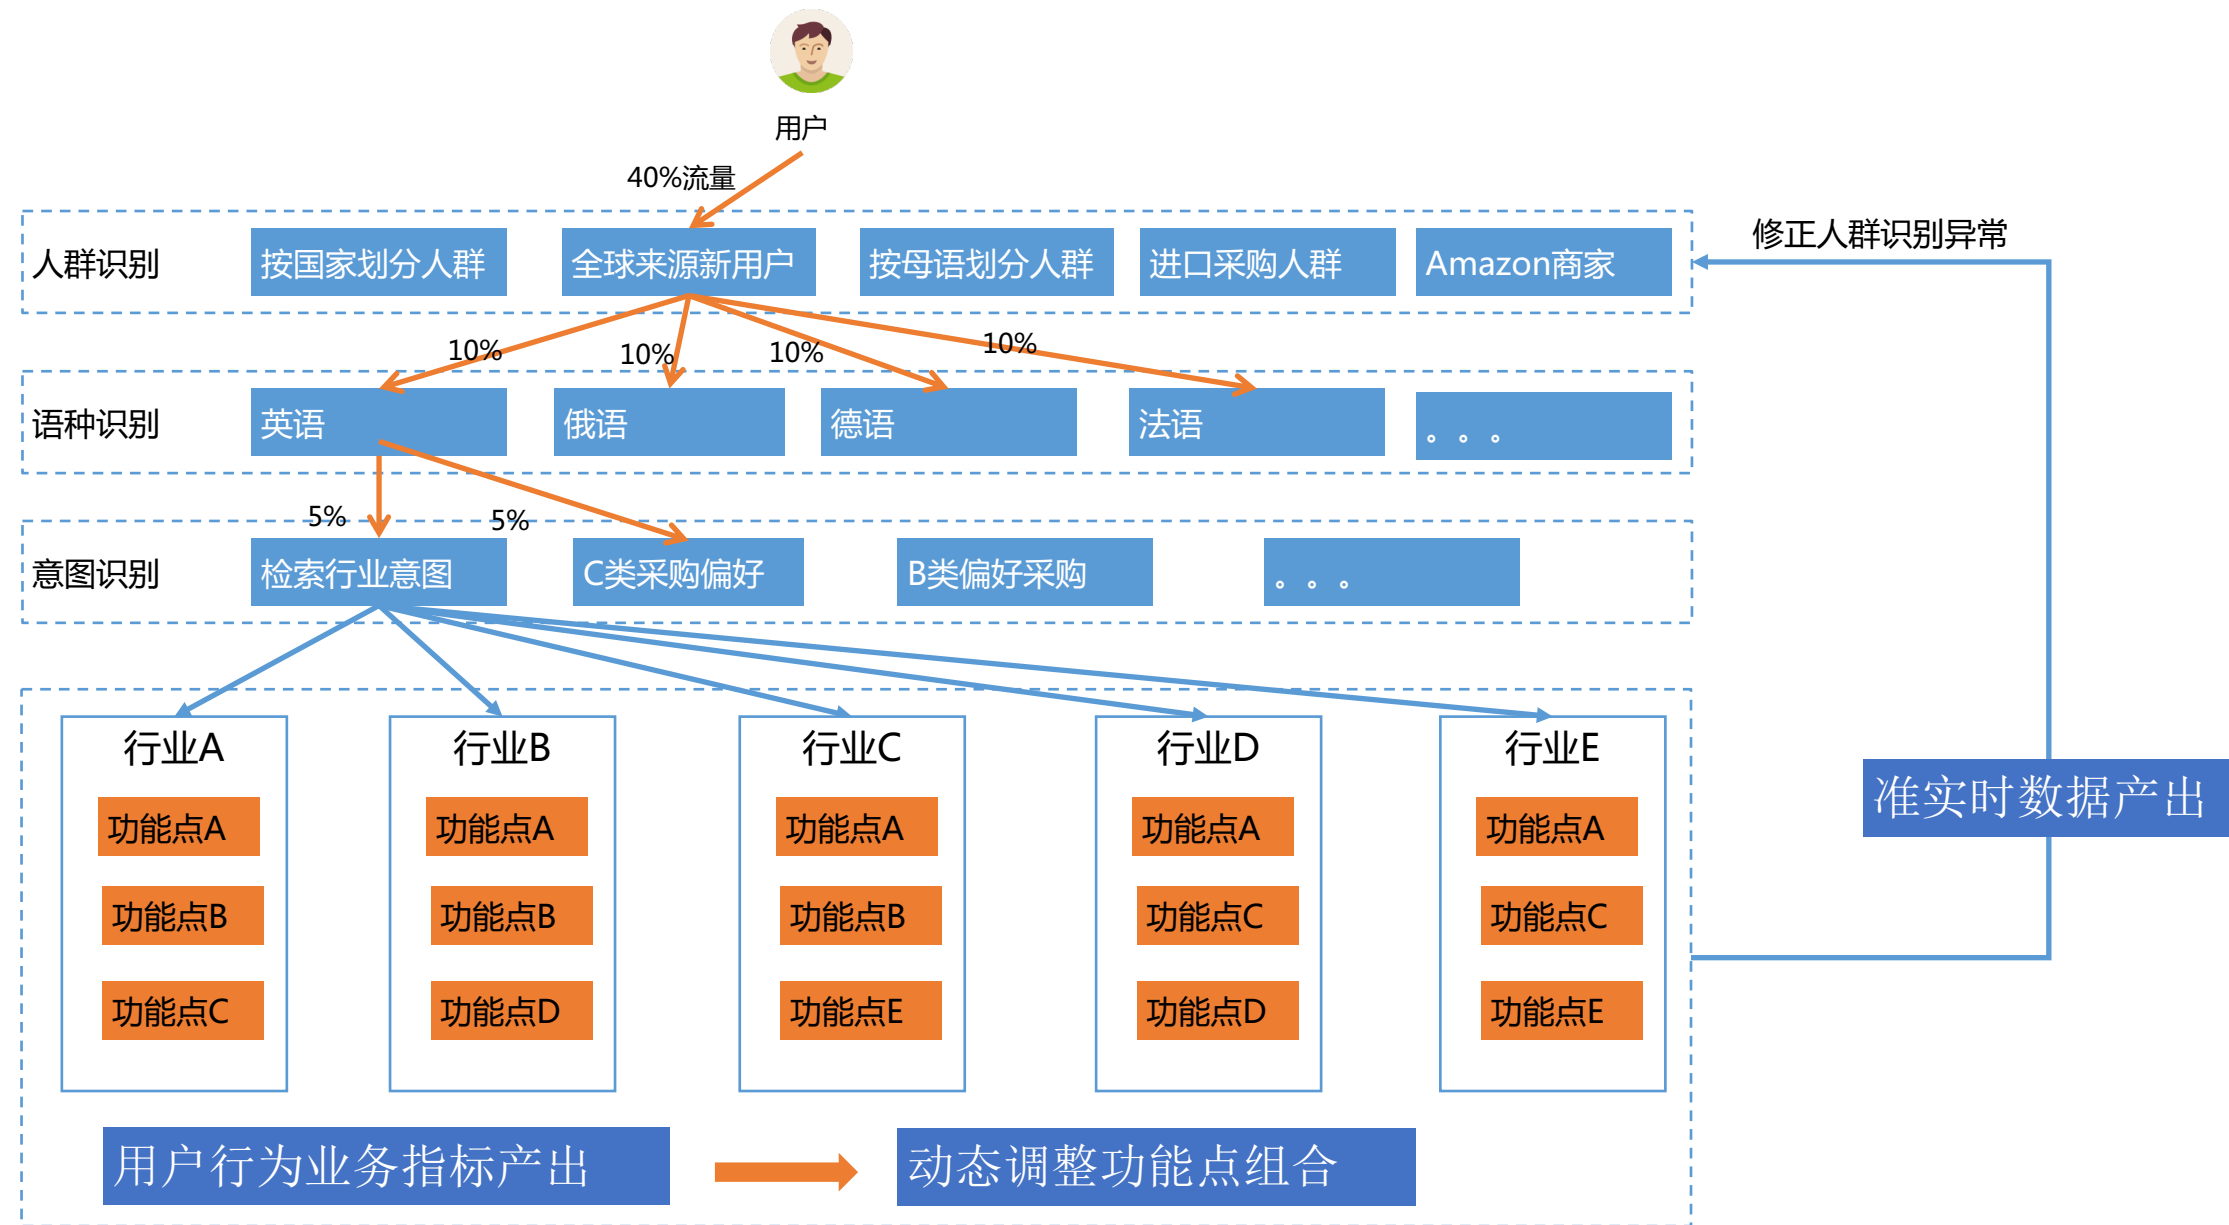 用户
40%流量
修正人群识别异常
人群识别
按国家划分人群
全球来源新用户
按母语划分人群
进口采购人群
Amazon商家
10%
10%
10%
10%
语种识别
英语
俄语
德语
法语
。。。
5%
5%
意图识别
检索行业意图
C类采购偏好
B类偏好采购
。。。
行业A
行业B
行业C
行业D
行业E
准实时数据产出
功能点A
功能点A
功能点A
功能点A
功能点A
功能点B
功能点B
功能点B
功能点C
功能点C
功能点C
功能点D
功能点E
功能点D
功能点E
用户行为业务指标产出
动态调整功能点组合